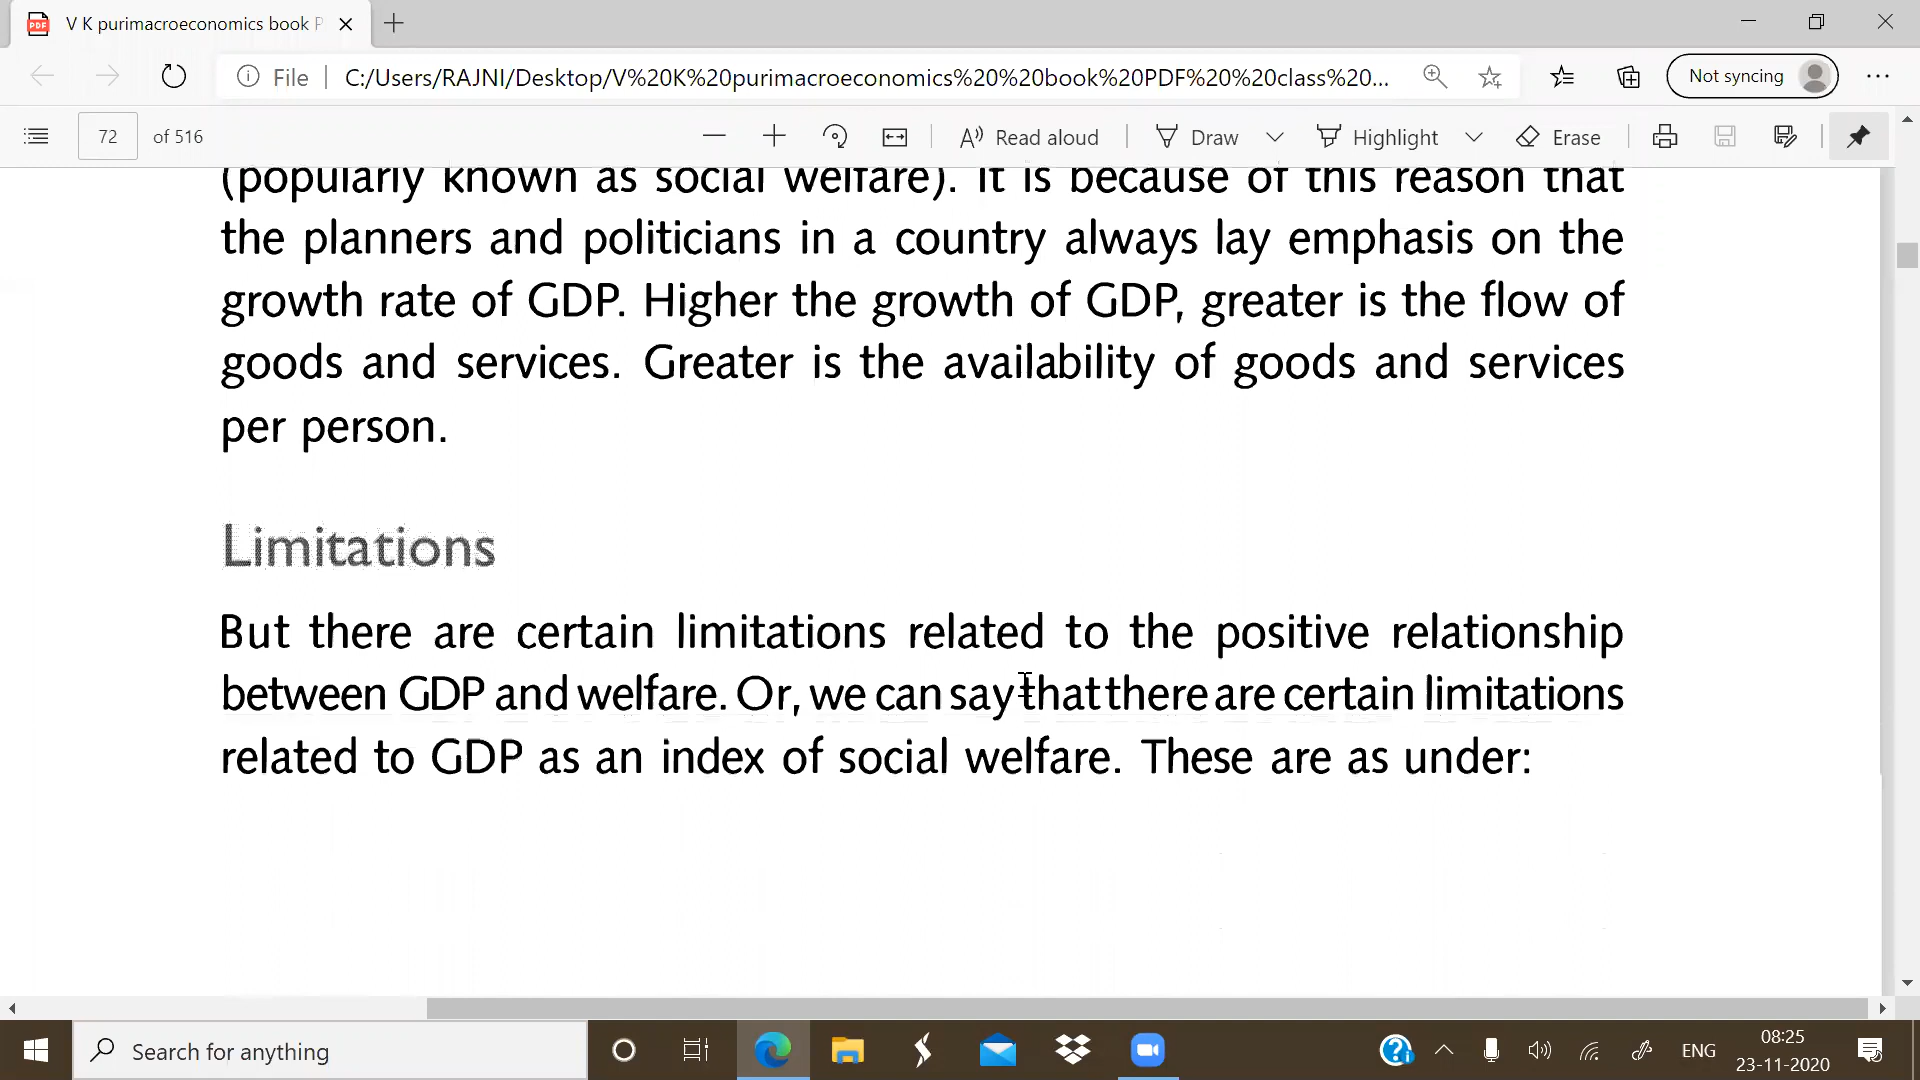 V K purimacroeconomics book P
File C:/Users/RAJNI/Desktop/V%20K%20purimacroeconomics%20%20book%20PDF%20%20class%20... Not syncing
72 of 516 Read aloud Draw Highlight Erase
(popularly known as social welfare). It is because of this reason that
the planners and politicians in a country always lay emphasis on the
growth rate of GDP. Higher the growth of GDP, greater is the flow of
goods and services. Greater is the availability of goods and services
per person.
Limitations
But there are certain limitations related to the positive relationship
between GDP and welfare. Or, we can say that there are certain limitations
related to GDP as an index of social welfare. These are as under:
Search for anything
ENG
08:25
23-11-2020